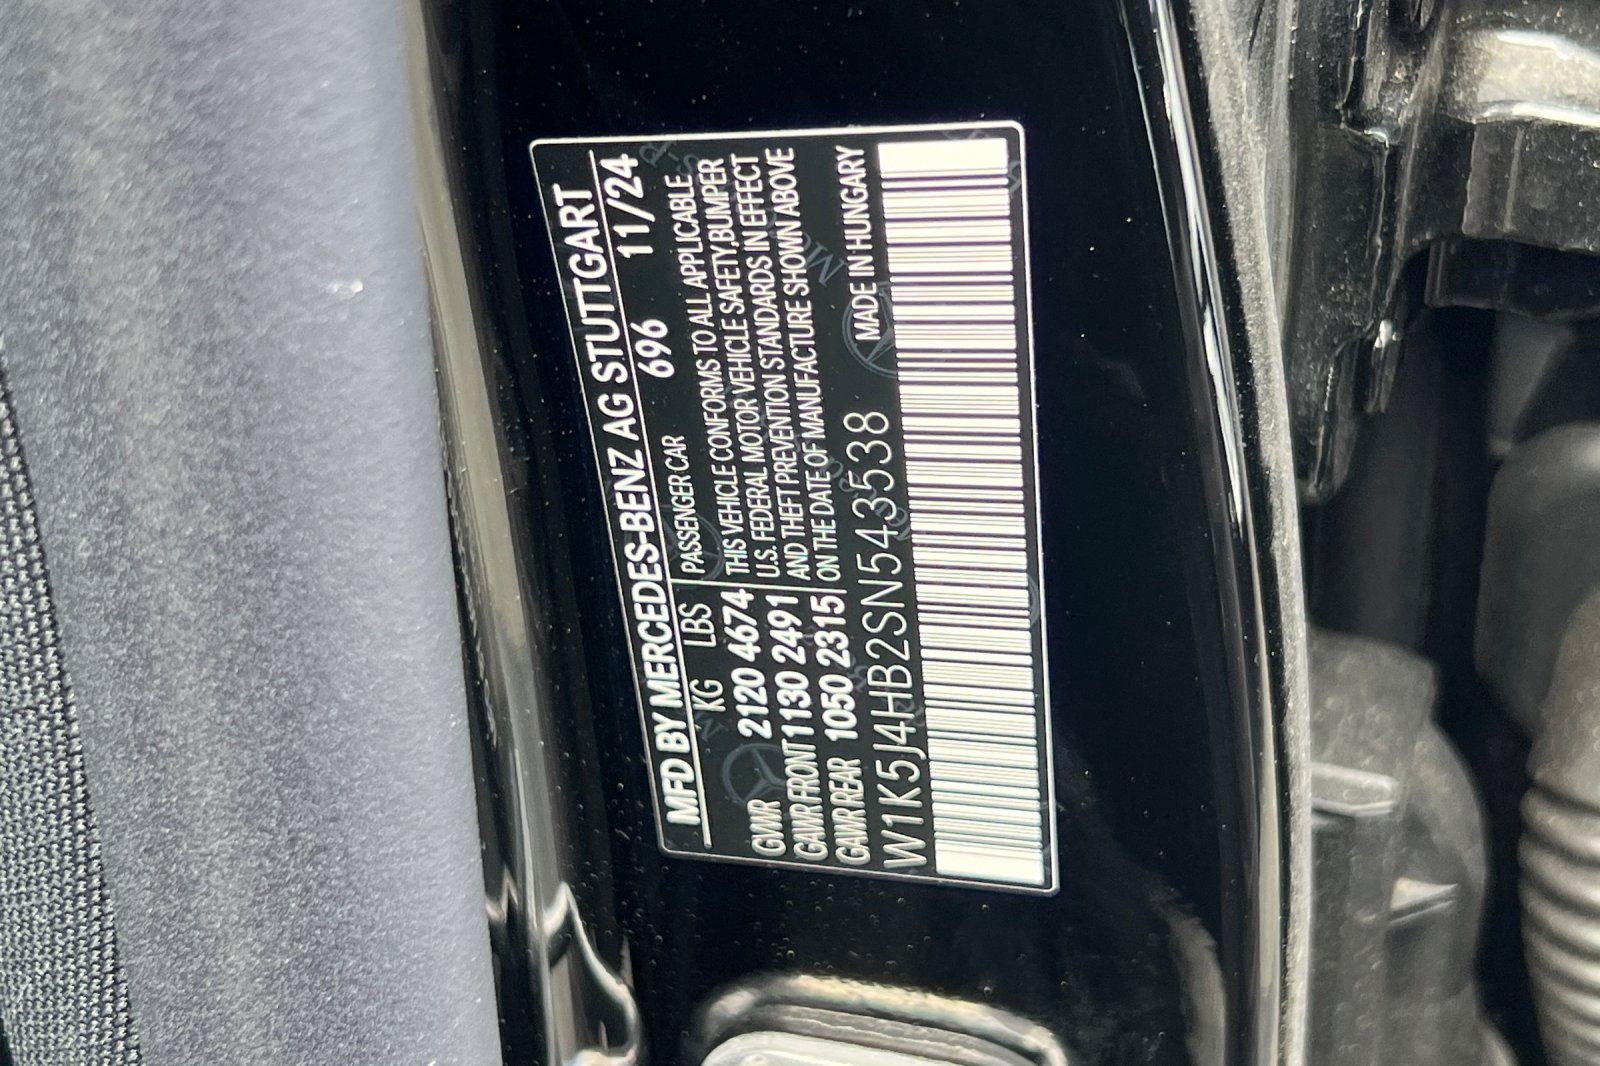 MFD BY MERCEDES-BENZ AG STUTTGART
KG LBS PASSENGER CAR 696 11/24
GVWR 2120 4674 THIS VEHICLE CONFORMS TO ALL APPLICABLE
GAWR FRONT 1130 2491 U.S. FEDERAL MOTOR VEHICLE SAFETY,BUMPER
GAWR REAR 1050 2315 AND THEFT PREVENTION STANDARDS IN EFFECT
ON THE DATE OF MANUFACTURE SHOWN ABOVE
W1K5J4HB2SN543538 MADE IN HUNGARY